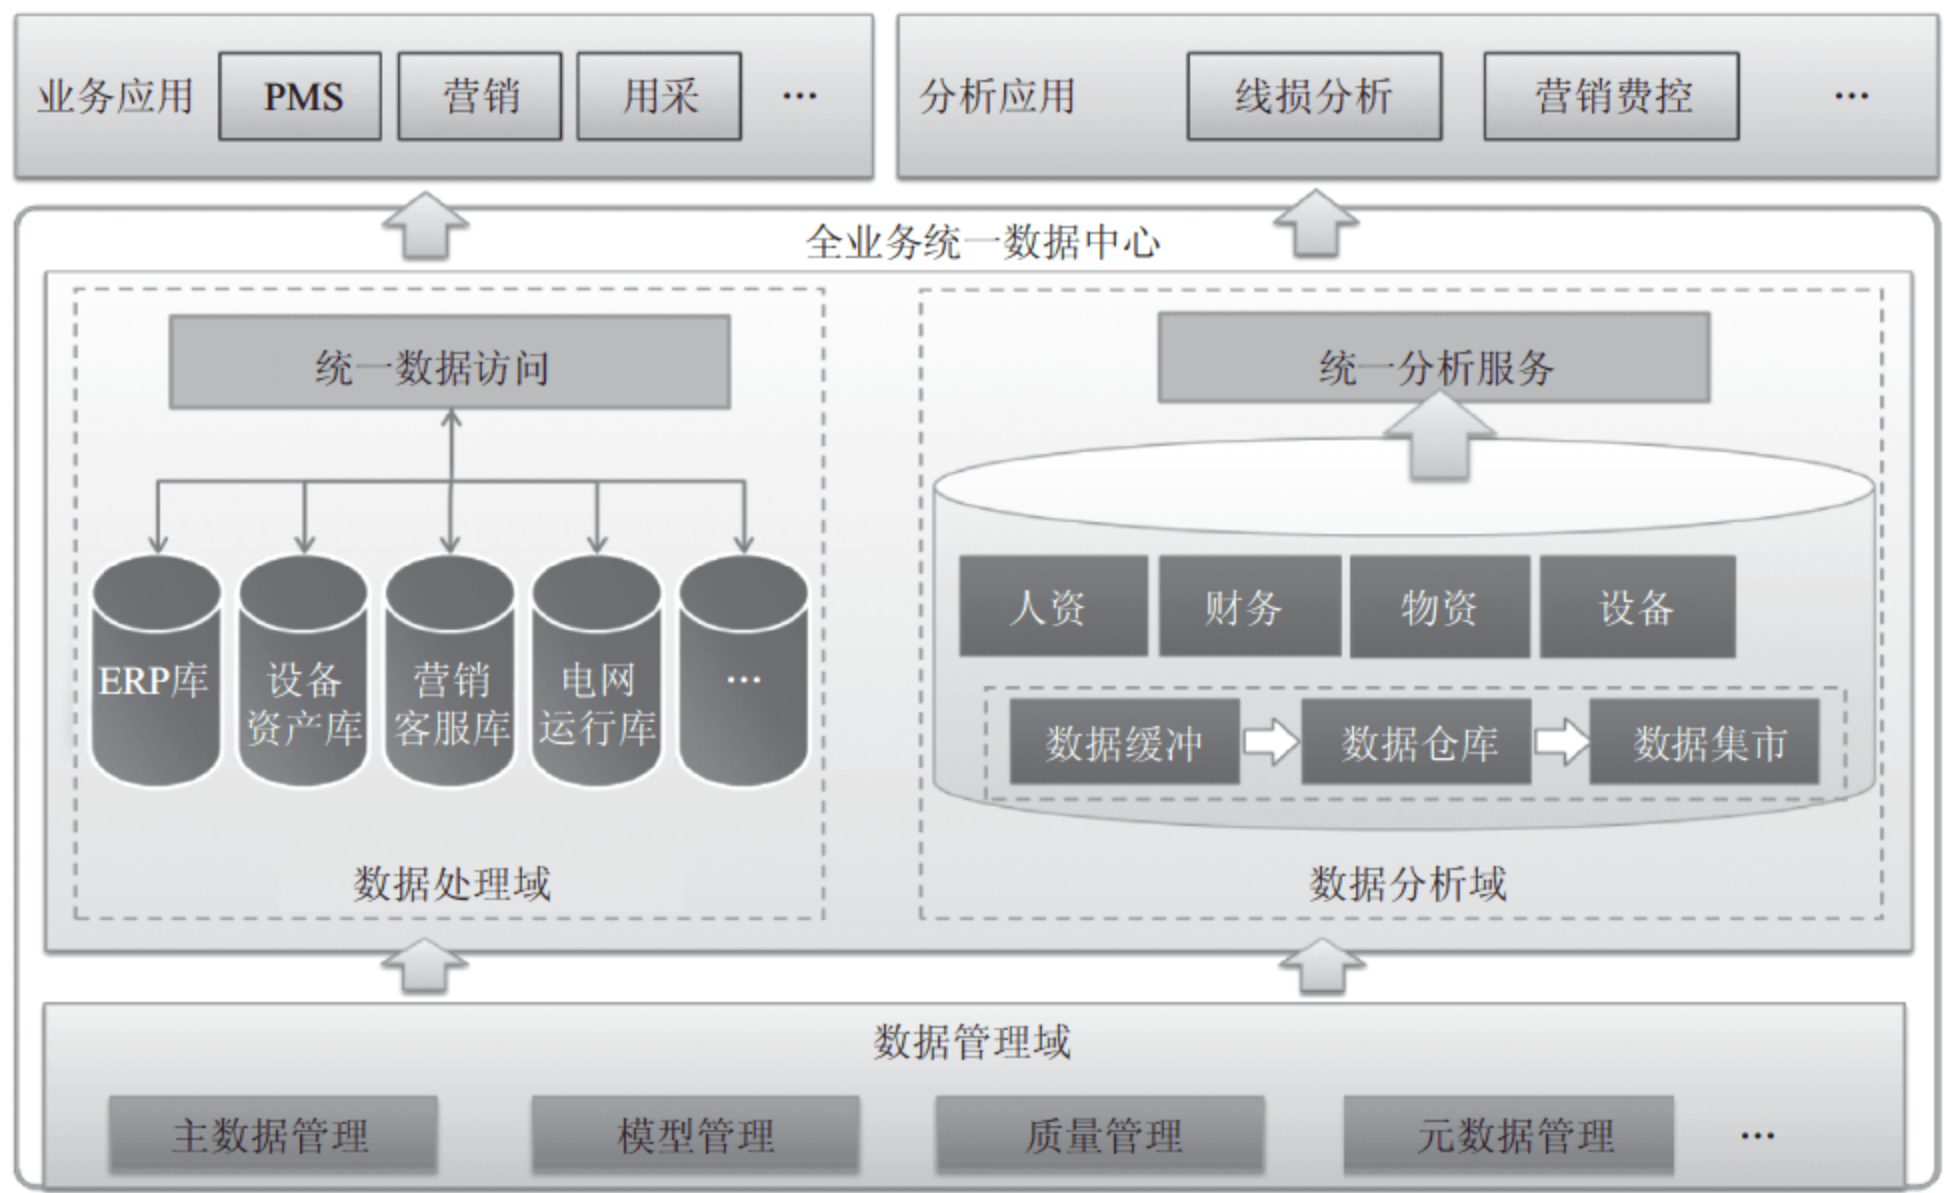 业务应用 PMS 营销 用采 …
分析应用 线损分析 营销费控 …
全业务统一数据中心
统一数据访问
ERP库
设备
资产库
营销
客服库
电网
运行库
…
数据处理域
统一分析服务
人资 财务 物资 设备
数据缓冲 数据仓库 数据集市
数据分析域
数据管理域
主数据管理 模型管理 质量管理 元数据管理 …